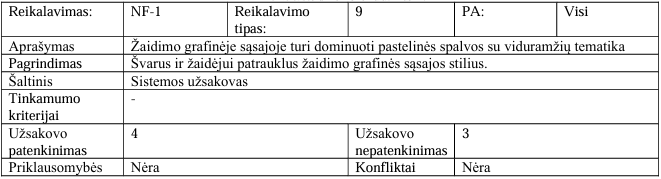 Reikalavimas: NF-1 Reikalavimo tipas: 9 PA: Visi
Aprašymas Žaidimo grafinėje sąsajoje turi dominuoti pastelinės spalvos su viduramžių tematika
Pagrindimas Švarus ir žaidėjui patrauklus žaidimo grafinės sąsajos stilius.
Šaltinis Sistemos užsakovas
Tinkamumo kriterijai -
Užsakovo patenkinimas 4 Užsakovo nepatenkinimas 3
Priklausomybės Nėra Konfliktai Nėra